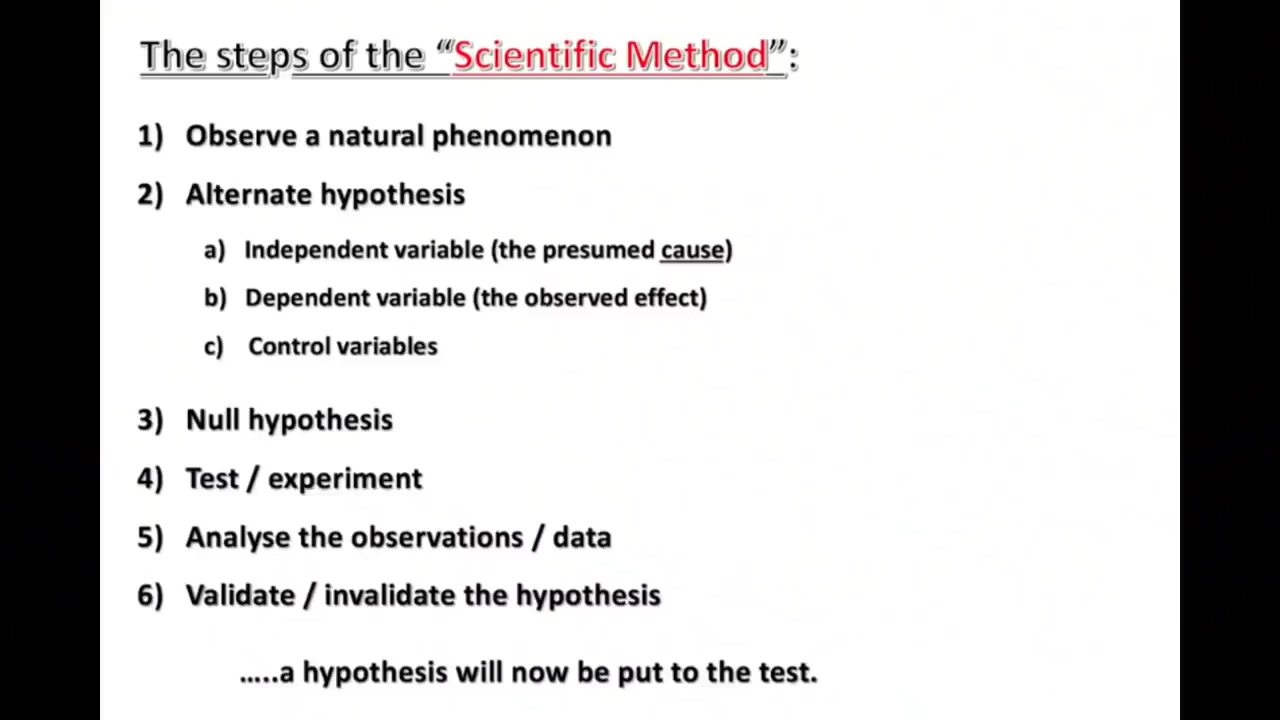 The steps of the “Scientific Method”:
1) Observe a natural phenomenon
2) Alternate hypothesis
a) Independent variable (the presumed cause)
b) Dependent variable (the observed effect)
c) Control variables
3) Null hypothesis
4) Test / experiment
5) Analyse the observations / data
6) Validate / invalidate the hypothesis
…..a hypothesis will now be put to the test.